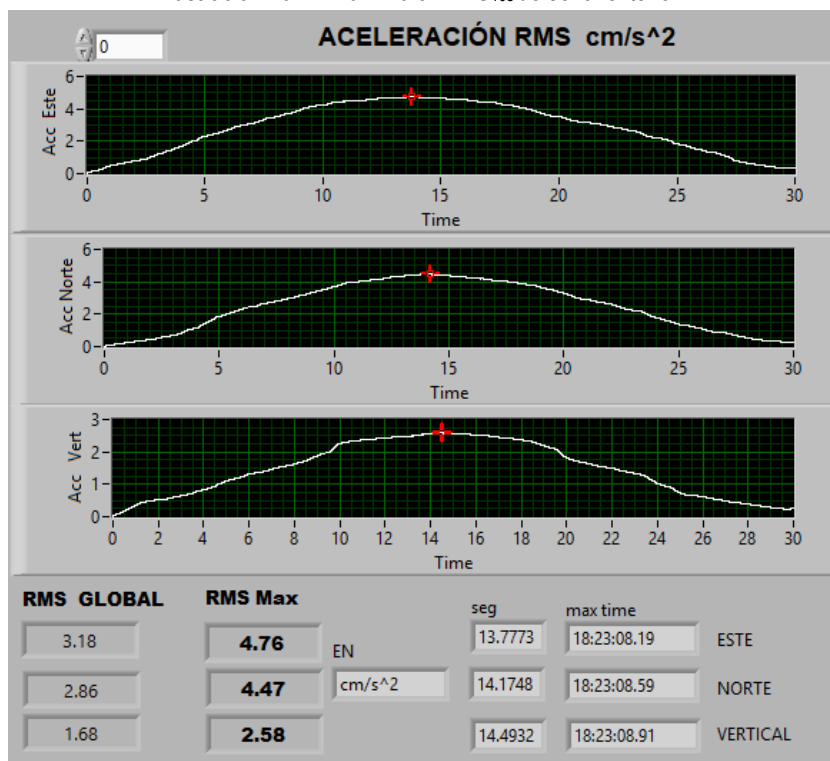 ACELERACIÓN RMS cm/s^2
0
6
4
2
0
Acc Este
0 5 10 15 20 25 30
Time
6
4
2
0
Acc Norte
0 5 10 15 20 25 30
Time
3
2
1
0
Acc Vert
0 2 4 6 8 10 12 14 16 18 20 22 24 26 28 30
Time
RMS GLOBAL RMS Max seg max time
3.18 4.76 EN 13.7773 18:23:08.19 ESTE
2.86 4.47 cm/s^2 14.1748 18:23:08.59 NORTE
1.68 2.58 14.4932 18:23:08.91 VERTICAL